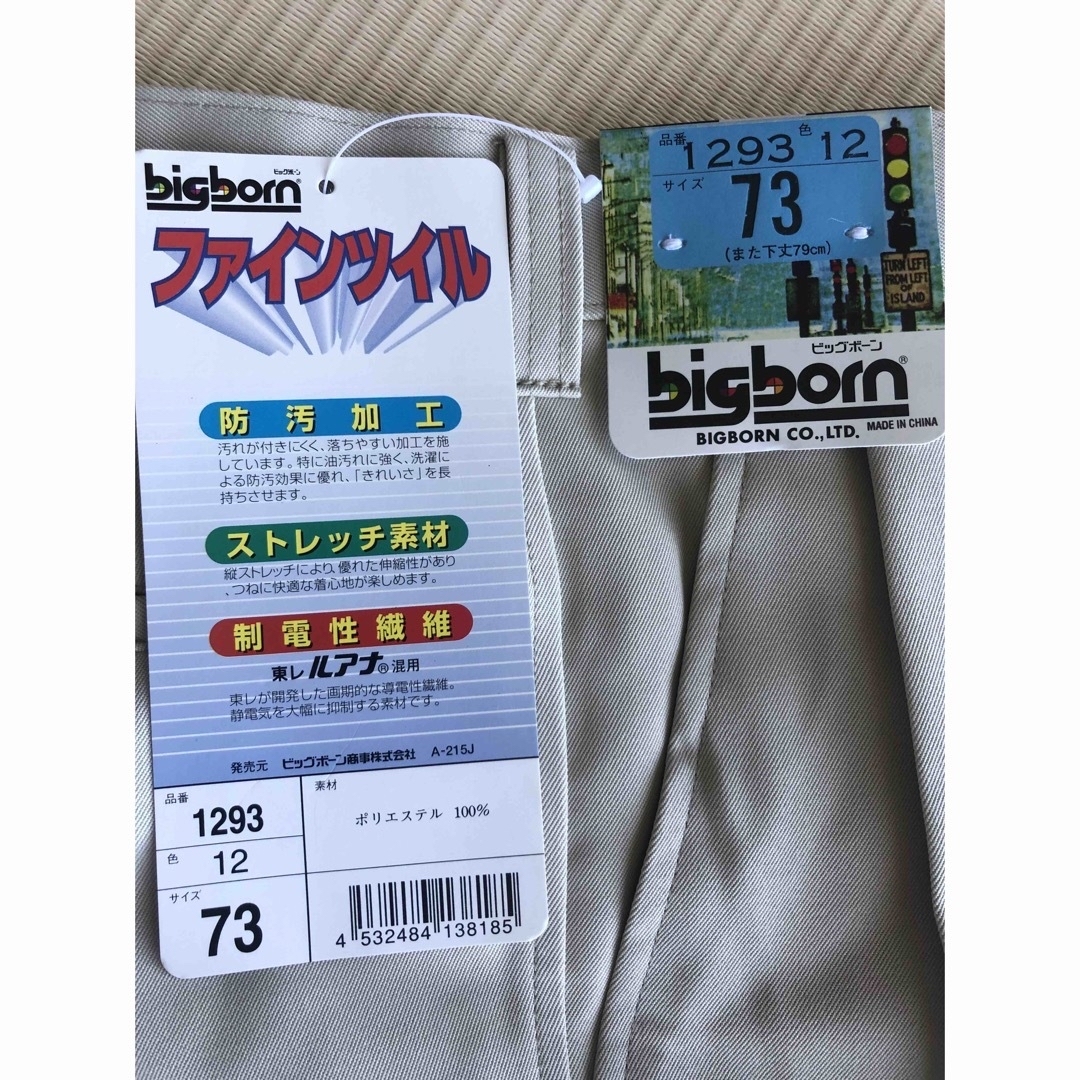 ビッグボーン
bigborn®
ファインツイル
防汚加工
汚れが付きにくく、落ちやすい加工を施
しています。特に油汚れに強く、洗濯に
よる防汚効果に優れ、「きれいさ」を長
持ちさせます。
ストレッチ素材
縦ストレッチにより、優れた伸縮性があり
、つねに快適な着心地が楽しめます。
制電性繊維
東レ ルアナ® 混用
東レが開発した画期的な導電性繊維。
静電気を大幅に抑制する素材です。
発売元 ビッグボーン商事株式会社 A-215J
品番
1293
色 12
サイズ
73
素材
ポリエステル 100%
4 532484 138185
品番 1293 色 12
サイズ 73
(また下丈79cm)
TURN LEFT
FROM LEFT
OF
ISLAND
ビッグボーン
bigborn®
MADE IN CHINA
BIGBORN CO.,LTD.